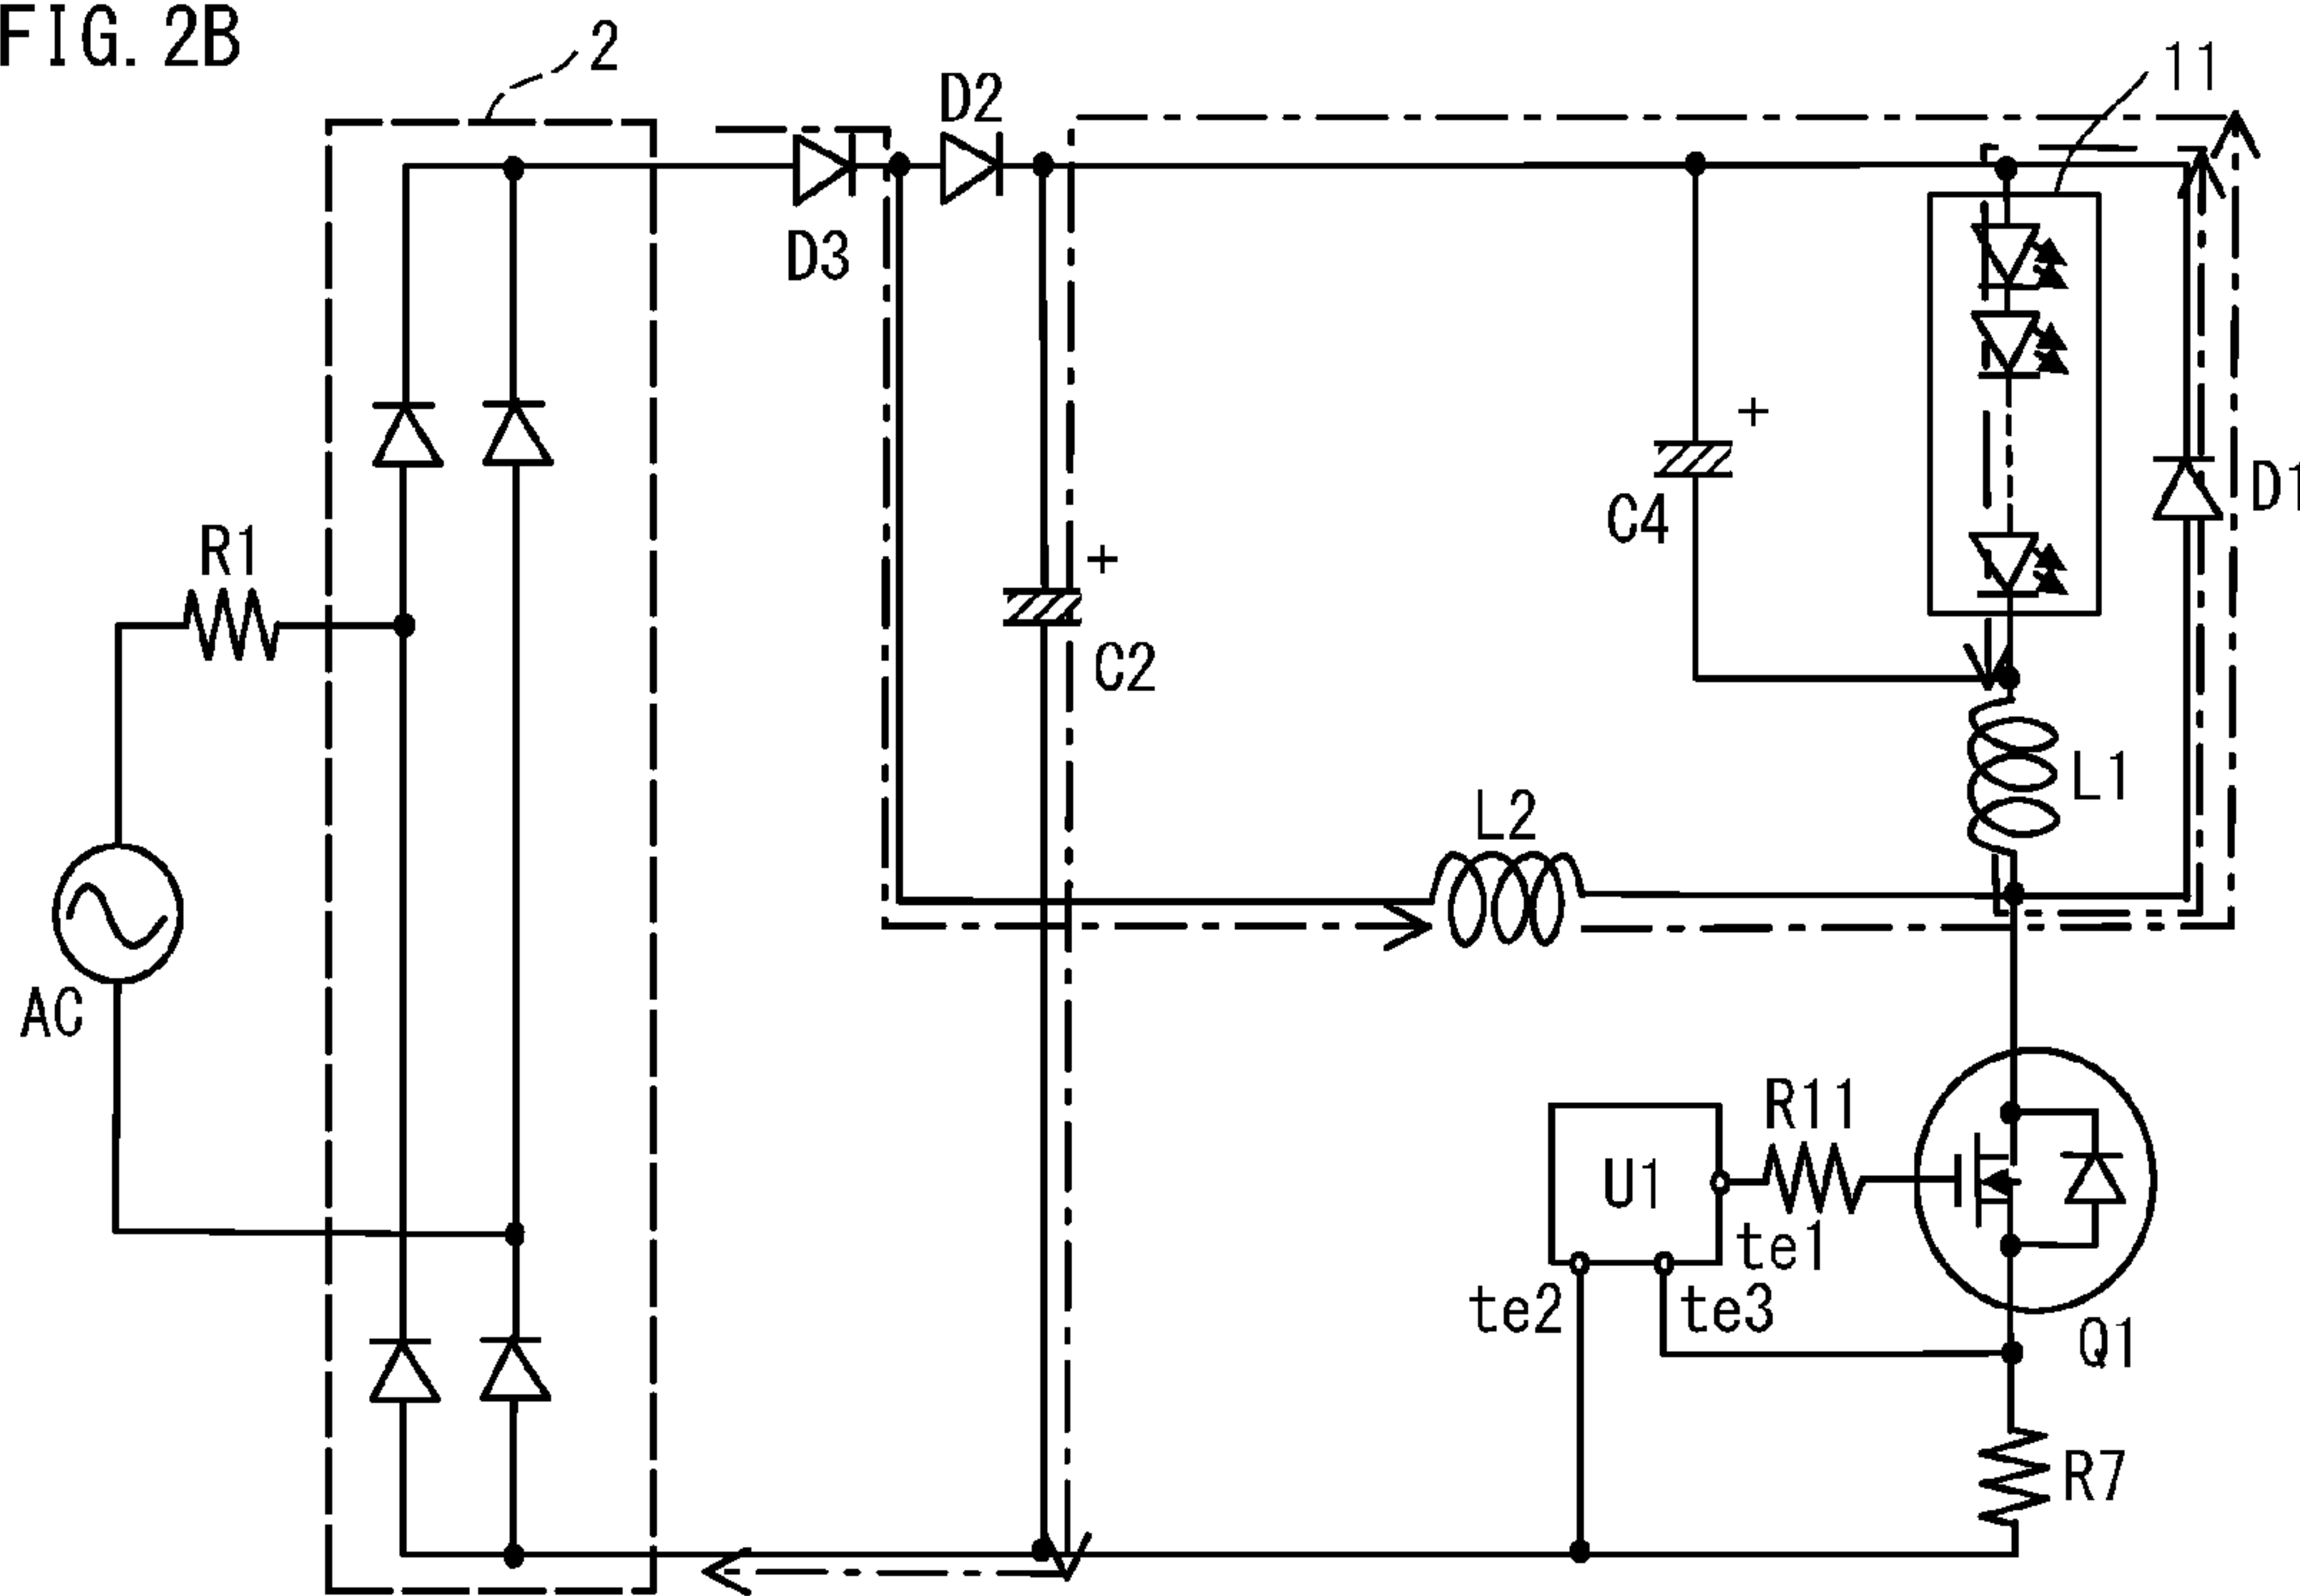 FIG. 2B
2
11
D2
D3
D1
+
C4
R1
+
C2
L1
L2
AC
R11
U1
te1
te2
te3
Q1
R7